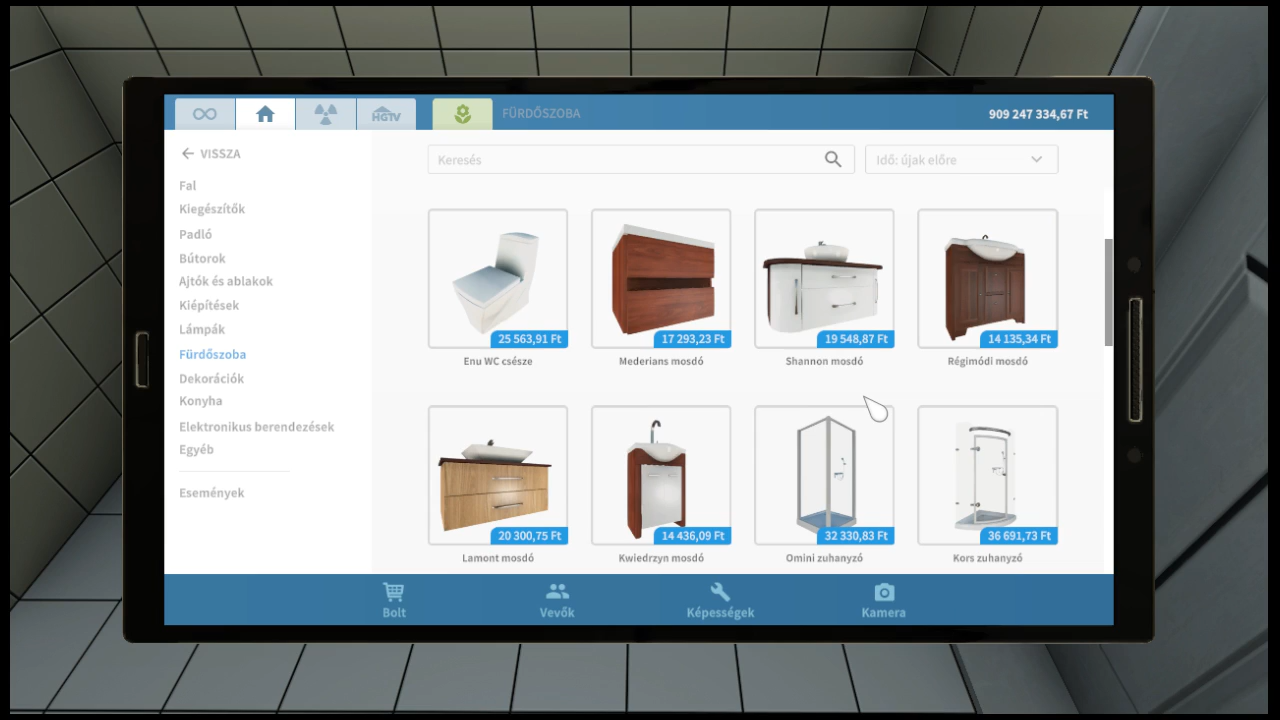 HGTV
FÜRDŐSZOBA
909 247 334,67 Ft
VISSZA
Keresés
Idő: újak előre
Fal
Kiegészítők
Padló
Bútorok
Ajtók és ablakok
Kiépítések
Lámpák
Fürdőszoba
Dekorációk
Konyha
Elektronikus berendezések
Egyéb
Események
25 563,91 Ft
17 293,23 Ft
19 548,87 Ft
14 135,34 Ft
Enu WC csésze
Mederians mosdó
Shannon mosdó
Régimódi mosdó
20 300,75 Ft
14 436,09 Ft
32 330,83 Ft
36 691,73 Ft
Lamont mosdó
Kwiedrzyn mosdó
Omini zuhanyzó
Kors zuhanyzó
Bolt
Vevők
Képességek
Kamera